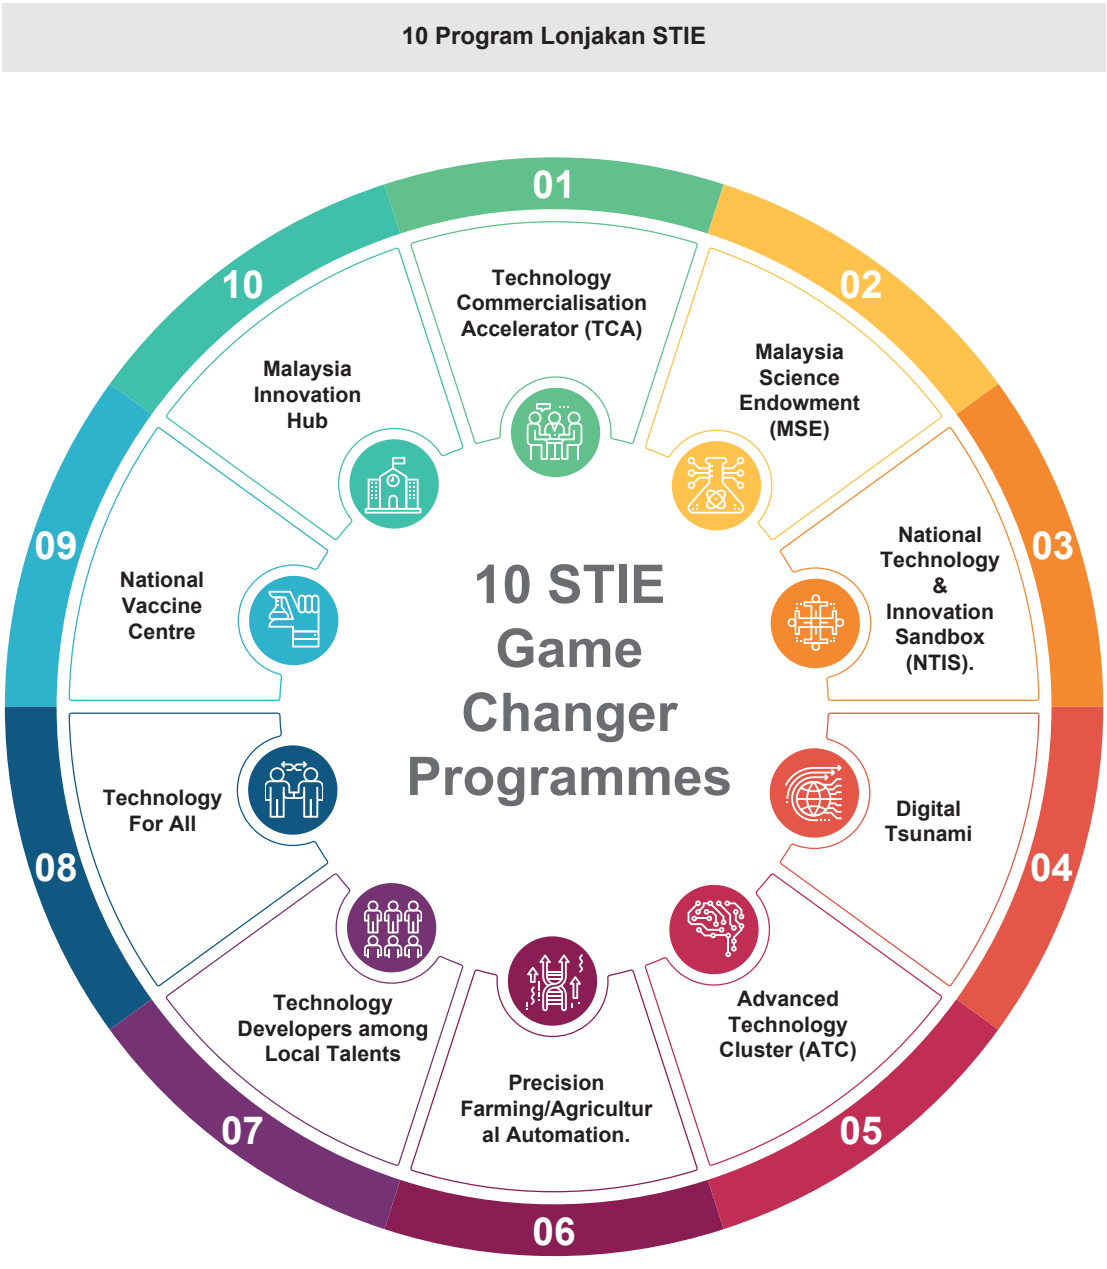 10 Program Lonjakan STIE
01
Technology
Commercialisation
Accelerator (TCA)
02
Malaysia
Science
Endowment
(MSE)
03
National
Technology
&
Innovation
Sandbox
(NTIS).
04
Digital
Tsunami
05
Advanced
Technology
Cluster (ATC)
06
Precision
Farming/Agricultur
al Automation.
07
Technology
Developers among
Local Talents
08
Technology
For All
09
National
Vaccine
Centre
10
Malaysia
Innovation
Hub
10 STIE
Game
Changer
Programmes